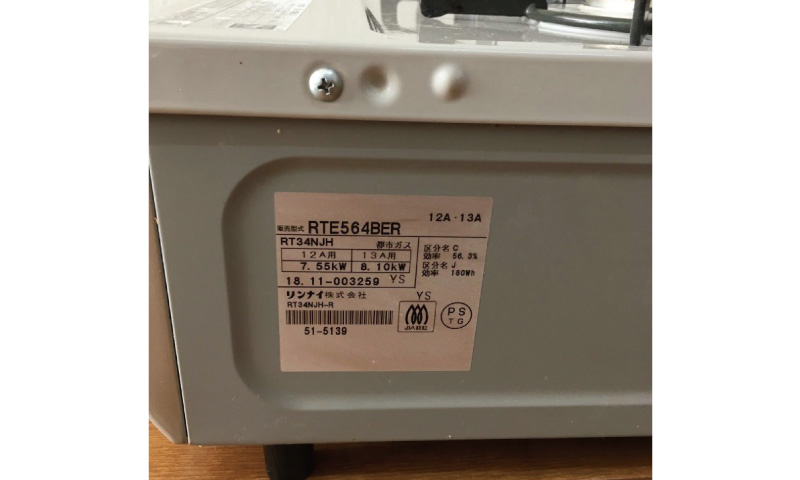 12A・13A
販売型式 RTE564BER
RT34NJH 都市ガス
12A用 13A用
7.55kW 8.10kW
18.11-003259 YS
区分名 C
効率 56.3%
区分名 J
効率 180Wh
リンナイ株式会社 YS
RT34NJH-R
51-5139
JIA
PS
TG